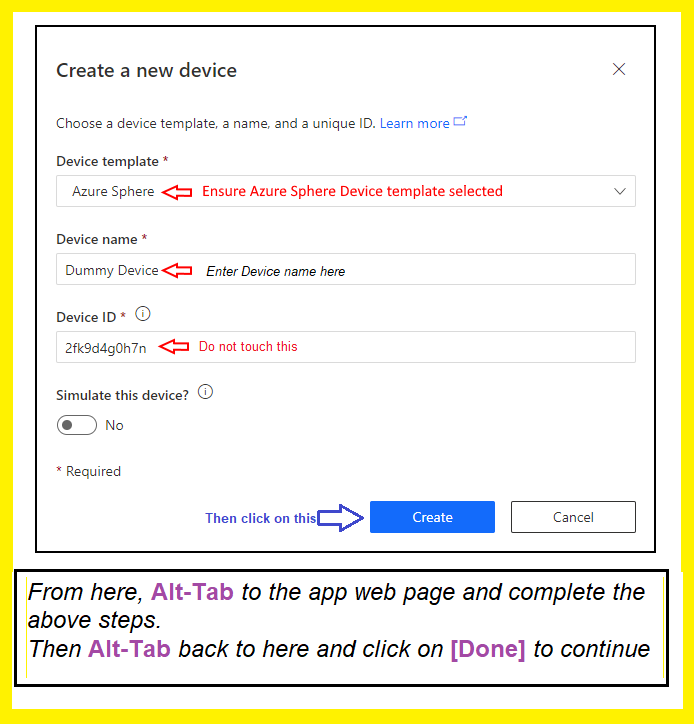 Create a new device
Choose a device template, a name, and a unique ID. Learn more
Device template *
Azure Sphere Ensure Azure Sphere Device template selected
Device name *
Dummy Device Enter Device name here
Device ID *
2fk9d4g0h7n Do not touch this
Simulate this device?
No
* Required
Then click on this Create Cancel
From here, Alt-Tab to the app web page and complete the
above steps.
Then Alt-Tab back to here and click on [Done] to continue